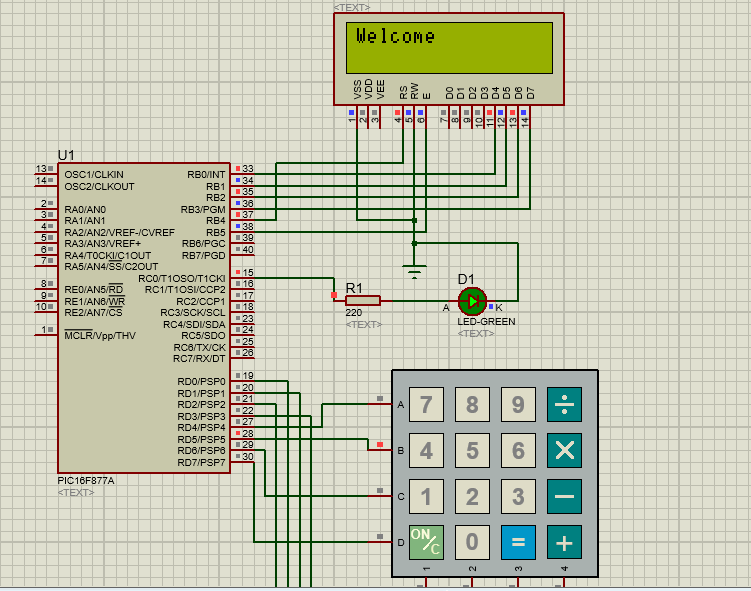 <TEXT>
Welcome
VSS VDD VEE RS RW E D0 D1 D2 D3 D4 D5 D6 D7
1 2 3 4 5 6 7 8 9 10 11 12 13 14
U1
13 OSC1/CLKIN RB0/INT 33
14 OSC2/CLKOUT RB1 34
RB2 35
2 RA0/AN0 RB3/PGM 36
3 RA1/AN1 RB4 37
4 RA2/AN2/VREF-/CVREF RB5 38
5 RA3/AN3/VREF+ RB6/PGC 39
6 RA4/T0CKI/C1OUT RB7/PGD 40
7 RA5/AN4/SS/C2OUT
RC0/T1OSO/T1CKI 15
8 RE0/AN5/RD RC1/T1OSI/CCP2 16
9 RE1/AN6/WR RC2/CCP1 17
10 RE2/AN7/CS RC3/SCK/SCL 18
RC4/SDI/SDA 23
1 MCLR/Vpp/THV RC5/SDO 24
RC6/TX/CK 25
RC7/RX/DT 26
RD0/PSP0 19
RD1/PSP1 20
RD2/PSP2 21
RD3/PSP3 22
RD4/PSP4 27
RD5/PSP5 28
RD6/PSP6 29
RD7/PSP7 30
PIC16F877A
<TEXT>
R1
220
<TEXT>
D1
A K
LED-GREEN
<TEXT>
A 7 8 9 ÷
B 4 5 6 ×
C 1 2 3 −
D ON/C 0 = +
1 2 3 4